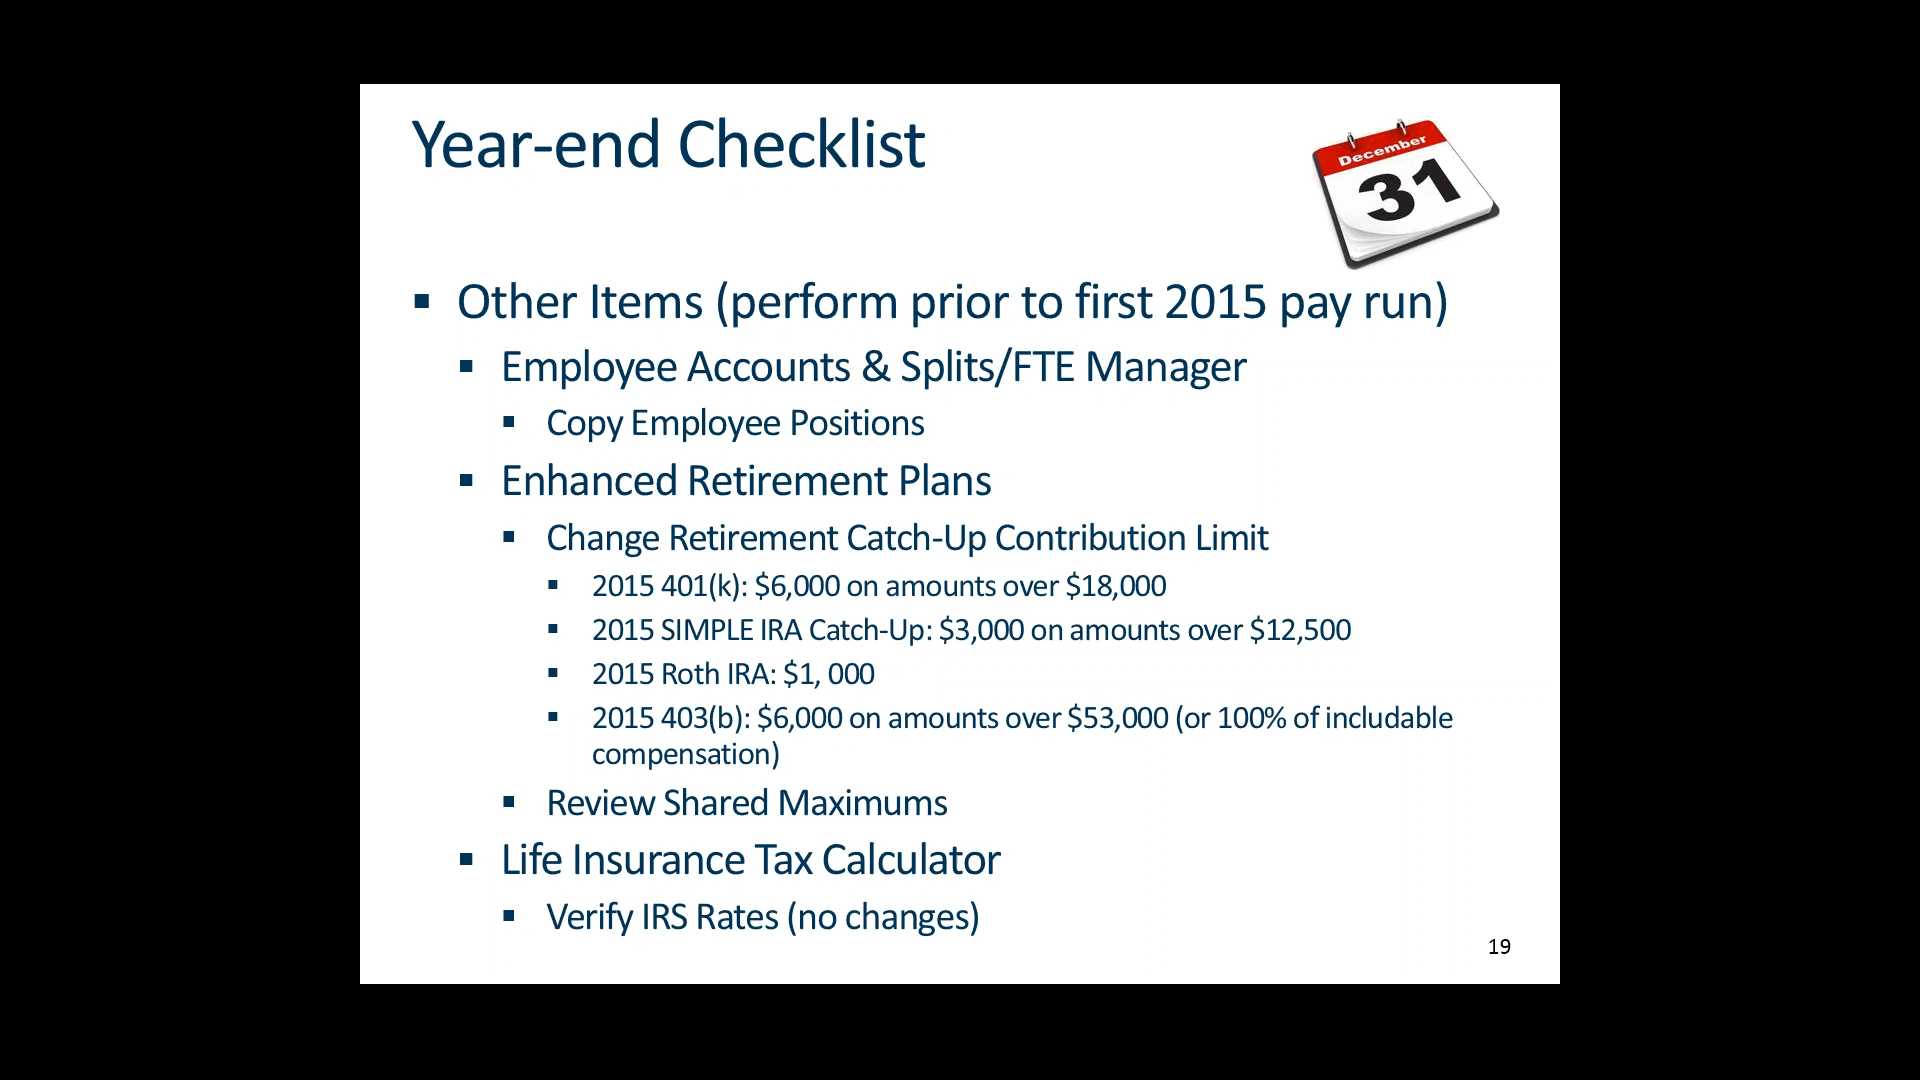 Year-end Checklist
December
31
▪ Other Items (perform prior to first 2015 pay run)
▪ Employee Accounts & Splits/FTE Manager
▪ Copy Employee Positions
▪ Enhanced Retirement Plans
▪ Change Retirement Catch-Up Contribution Limit
▪ 2015 401(k): $6,000 on amounts over $18,000
▪ 2015 SIMPLE IRA Catch-Up: $3,000 on amounts over $12,500
▪ 2015 Roth IRA: $1, 000
▪ 2015 403(b): $6,000 on amounts over $53,000 (or 100% of includable
compensation)
▪ Review Shared Maximums
▪ Life Insurance Tax Calculator
▪ Verify IRS Rates (no changes)
19